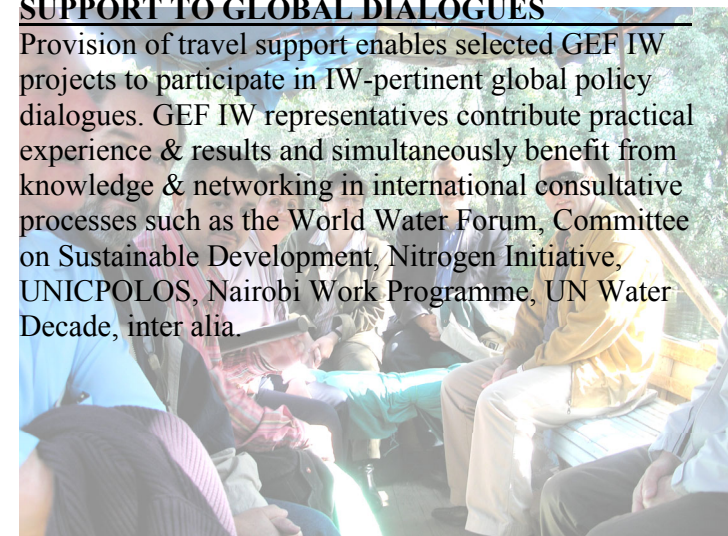 SUPPORT TO GLOBAL DIALOGUES
Provision of travel support enables selected GEF IW
projects to participate in IW-pertinent global policy
dialogues. GEF IW representatives contribute practical
experience & results and simultaneously benefit from
knowledge & networking in international consultative
processes such as the World Water Forum, Committee
on Sustainable Development, Nitrogen Initiative,
UNICPOLOS, Nairobi Work Programme, UN Water
Decade, inter alia.